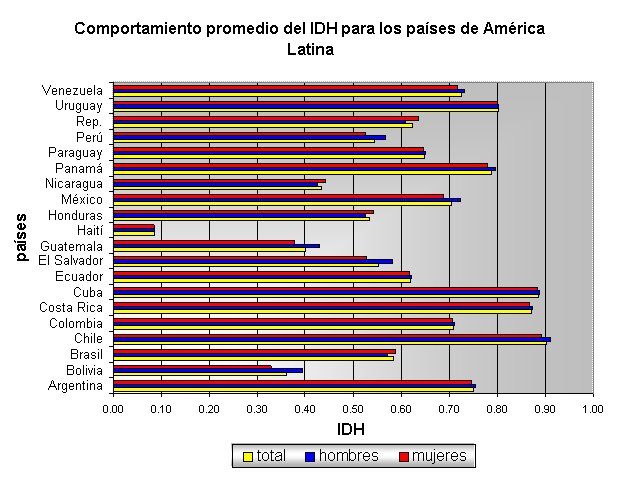 Comportamiento promedio del IDH para los países de América
Latina
Venezuela
Uruguay
Rep.
Perú
Paraguay
Panamá
Nicaragua
México
Honduras
Haití
Guatemala
El Salvador
Ecuador
Cuba
Costa Rica
Colombia
Chile
Brasil
Bolivia
Argentina
países
0.00 0.10 0.20 0.30 0.40 0.50 0.60 0.70 0.80 0.90 1.00
IDH
total hombres mujeres